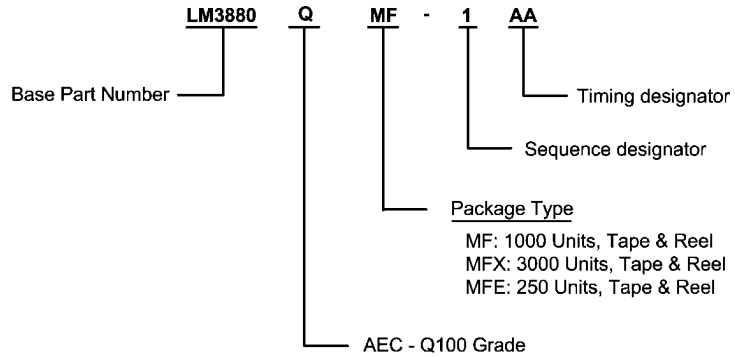 LM3880 Q MF - 1 AA
Base Part Number
Timing designator
Sequence designator
Package Type
MF: 1000 Units, Tape & Reel
MFX: 3000 Units, Tape & Reel
MFE: 250 Units, Tape & Reel
AEC - Q100 Grade